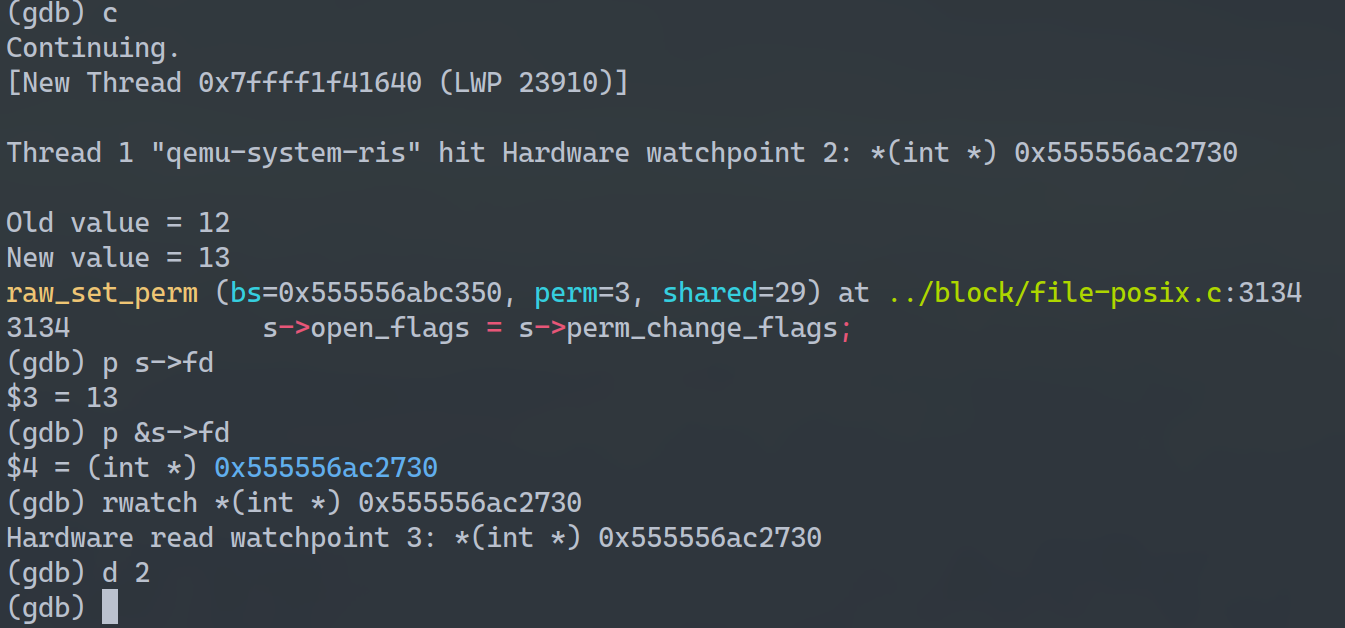 (gdb) c
Continuing.
[New Thread 0x7ffff1f41640 (LWP 23910)]
Thread 1 "qemu-system-ris" hit Hardware watchpoint 2: *(int *) 0x555556ac2730
Old value = 12
New value = 13
raw_set_perm (bs=0x555556abc350, perm=3, shared=29) at ../block/file-posix.c:3134
3134            s->open_flags = s->perm_change_flags;
(gdb) p s->fd
$3 = 13
(gdb) p &s->fd
$4 = (int *) 0x555556ac2730
(gdb) rwatch *(int *) 0x555556ac2730
Hardware read watchpoint 3: *(int *) 0x555556ac2730
(gdb) d 2
(gdb)